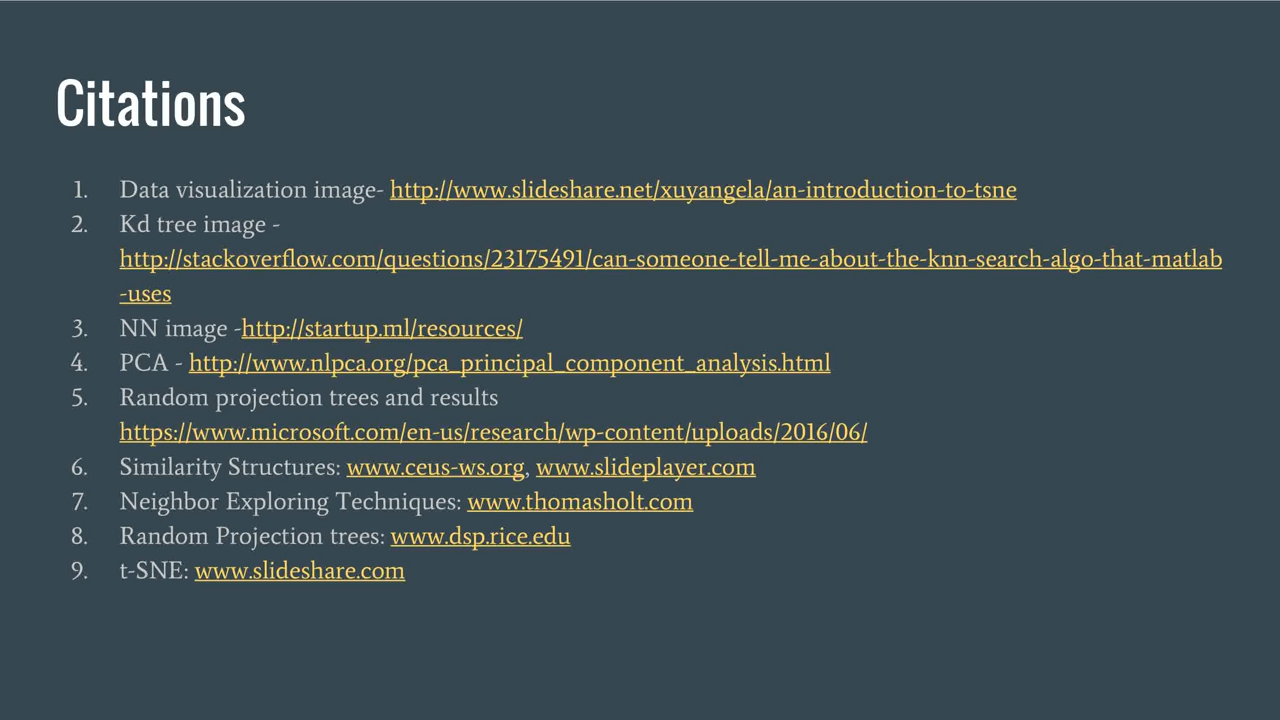 Citations
1. Data visualization image- http://www.slideshare.net/xuyangela/an-introduction-to-tsne
2. Kd tree image -
http://stackoverflow.com/questions/23175491/can-someone-tell-me-about-the-knn-search-algo-that-matlab
-uses
3. NN image -http://startup.ml/resources/
4. PCA - http://www.nlpca.org/pca_principal_component_analysis.html
5. Random projection trees and results
https://www.microsoft.com/en-us/research/wp-content/uploads/2016/06/
6. Similarity Structures: www.ceus-ws.org, www.slideplayer.com
7. Neighbor Exploring Techniques: www.thomasholt.com
8. Random Projection trees: www.dsp.rice.edu
9. t-SNE: www.slideshare.com